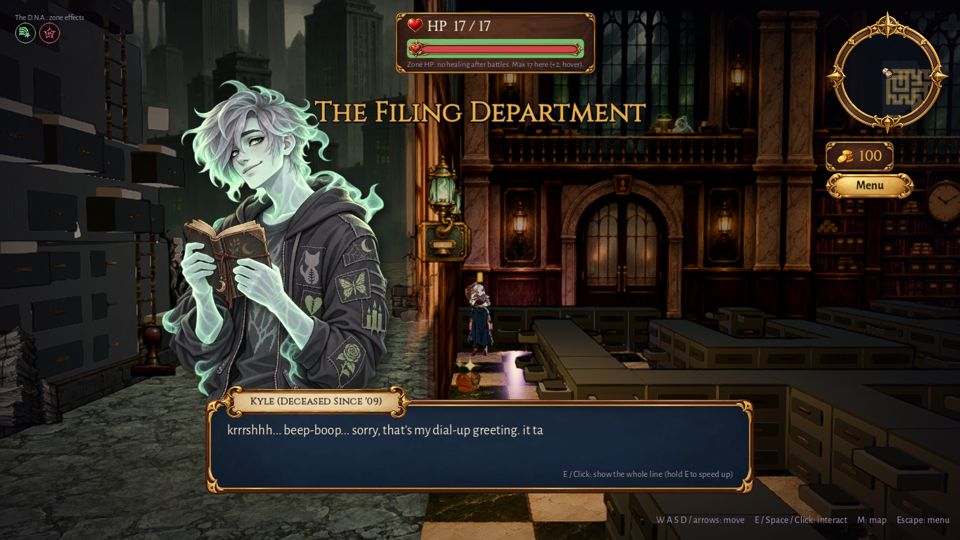 The D.N.A.: zone effects
HP 17 / 17
Zone HP: no healing after battles. Max 17 here (+2, hover).
THE FILING DEPARTMENT
100
Menu
KYLE (DECEASED SINCE '09)
krrrshhh... beep-boop... sorry, that's my dial-up greeting. it ta
E / Click: show the whole line (hold E to speed up)
W A S D / arrows: move E / Space / Click: interact M: map Escape: menu